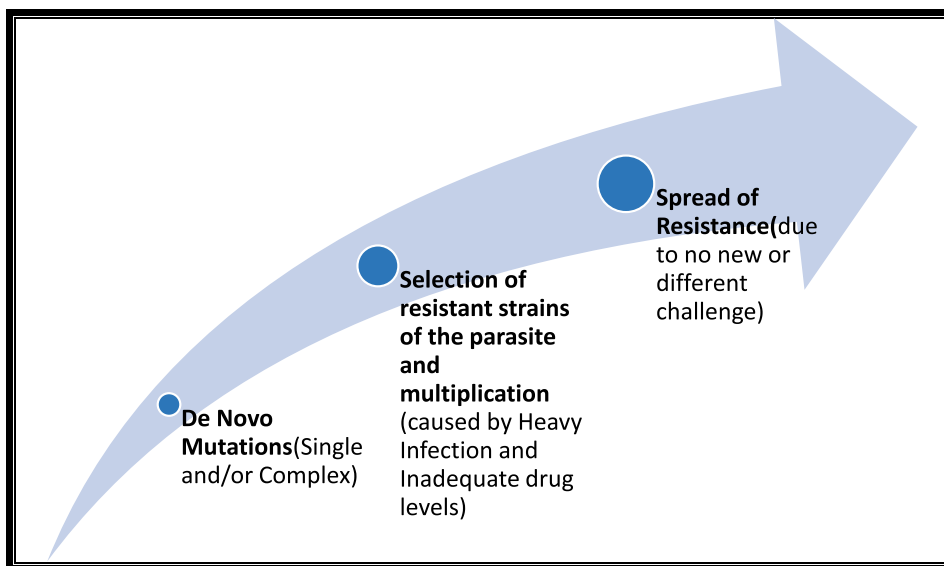 De Novo
Mutations(Single
and/or Complex)
Selection of
resistant strains
of the parasite
and
multiplication
(caused by Heavy
Infection and
Inadequate drug
levels)
Spread of
Resistance(due
to no new or
different
challenge)